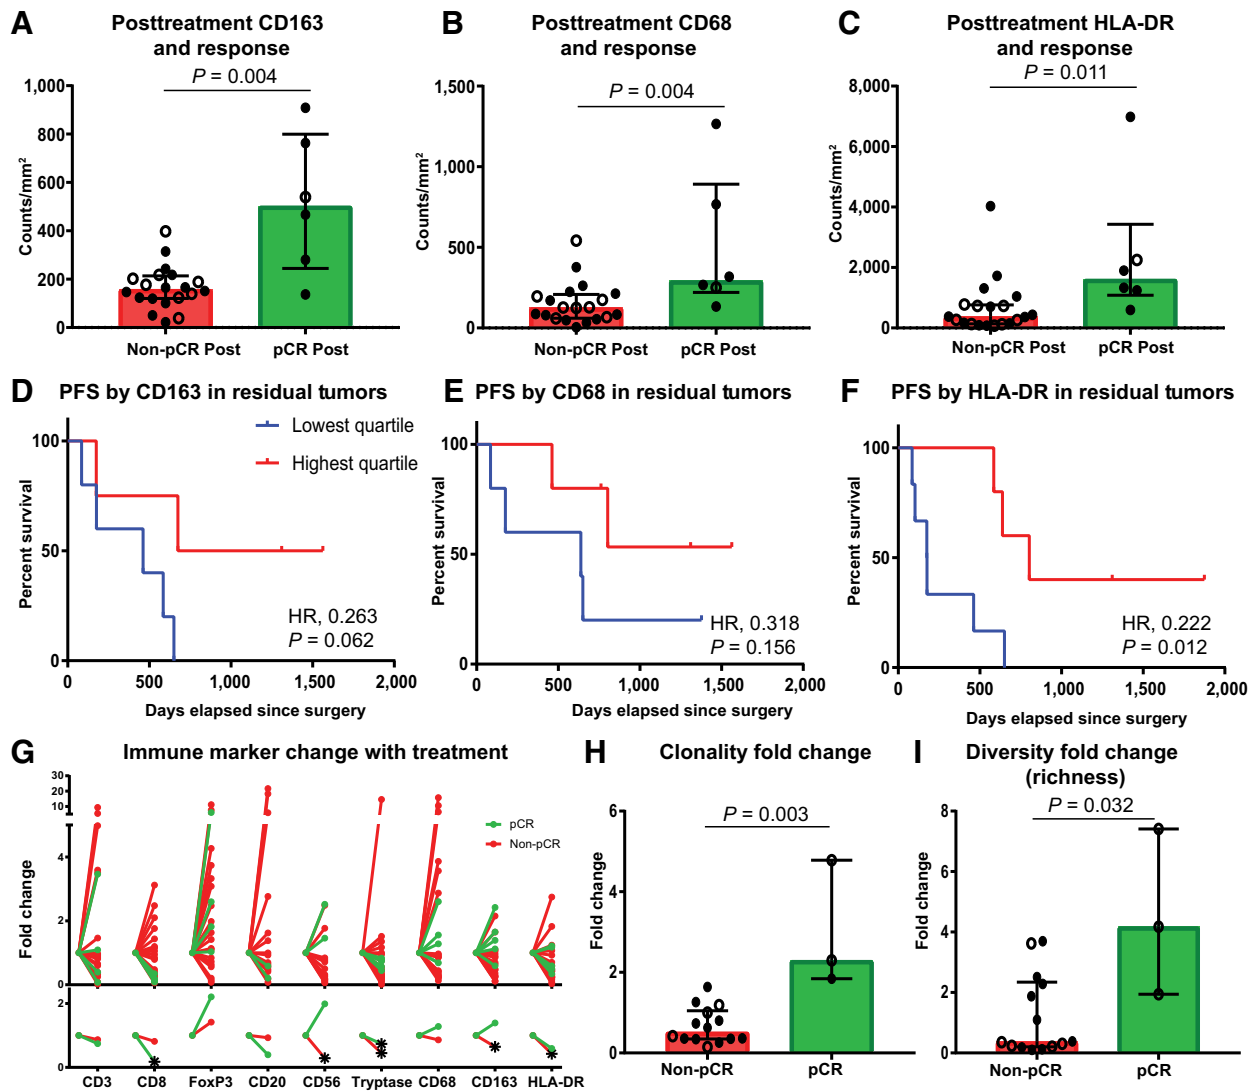 A
Posttreatment CD163
and response
P = 0.004
1,000
800
600
400
200
0
Counts/mm²
Non-pCR Post
pCR Post
B
Posttreatment CD68
and response
P = 0.004
1,500
1,000
500
0
Counts/mm²
Non-pCR Post
pCR Post
C
Posttreatment HLA-DR
and response
P = 0.011
8,000
6,000
4,000
2,000
0
Counts/mm²
Non-pCR Post
pCR Post
D
PFS by CD163 in residual tumors
Lowest quartile
Highest quartile
100
50
0
Percent survival
HR, 0.263
P = 0.062
0 500 1,000 1,500 2,000
Days elapsed since surgery
E
PFS by CD68 in residual tumors
100
50
0
Percent survival
HR, 0.318
P = 0.156
0 500 1,000 1,500 2,000
Days elapsed since surgery
F
PFS by HLA-DR in residual tumors
100
50
0
Percent survival
HR, 0.222
P = 0.012
0 500 1,000 1,500 2,000
Days elapsed since surgery
G
Immune marker change with treatment
30
20
10
5
4
2
0
2
0
Fold change
pCR
Non-pCR
* * * * * *
CD3 CD8 FoxP3 CD20 CD56 Tryptase CD68 CD163 HLA-DR
H
Clonality fold change
P = 0.003
6
4
2
0
Fold change
Non-pCR
pCR
I
Diversity fold change
(richness)
P = 0.032
8
6
4
2
0
Fold change
Non-pCR
pCR